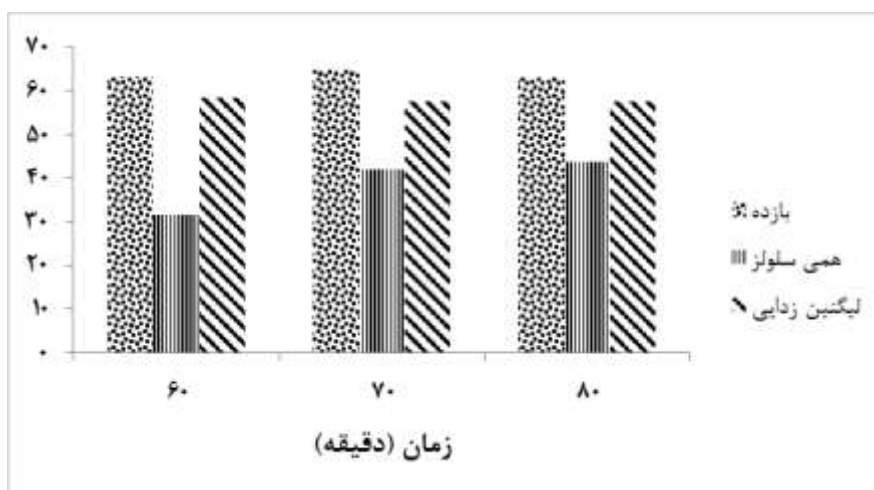 ۷۰
۶۰
۵۰
۴۰
۳۰
۲۰
۱۰
۰
۶۰
۷۰
۸۰
زمان (دقیقه)
بازده
همی سلولز
لیگنین زدایی